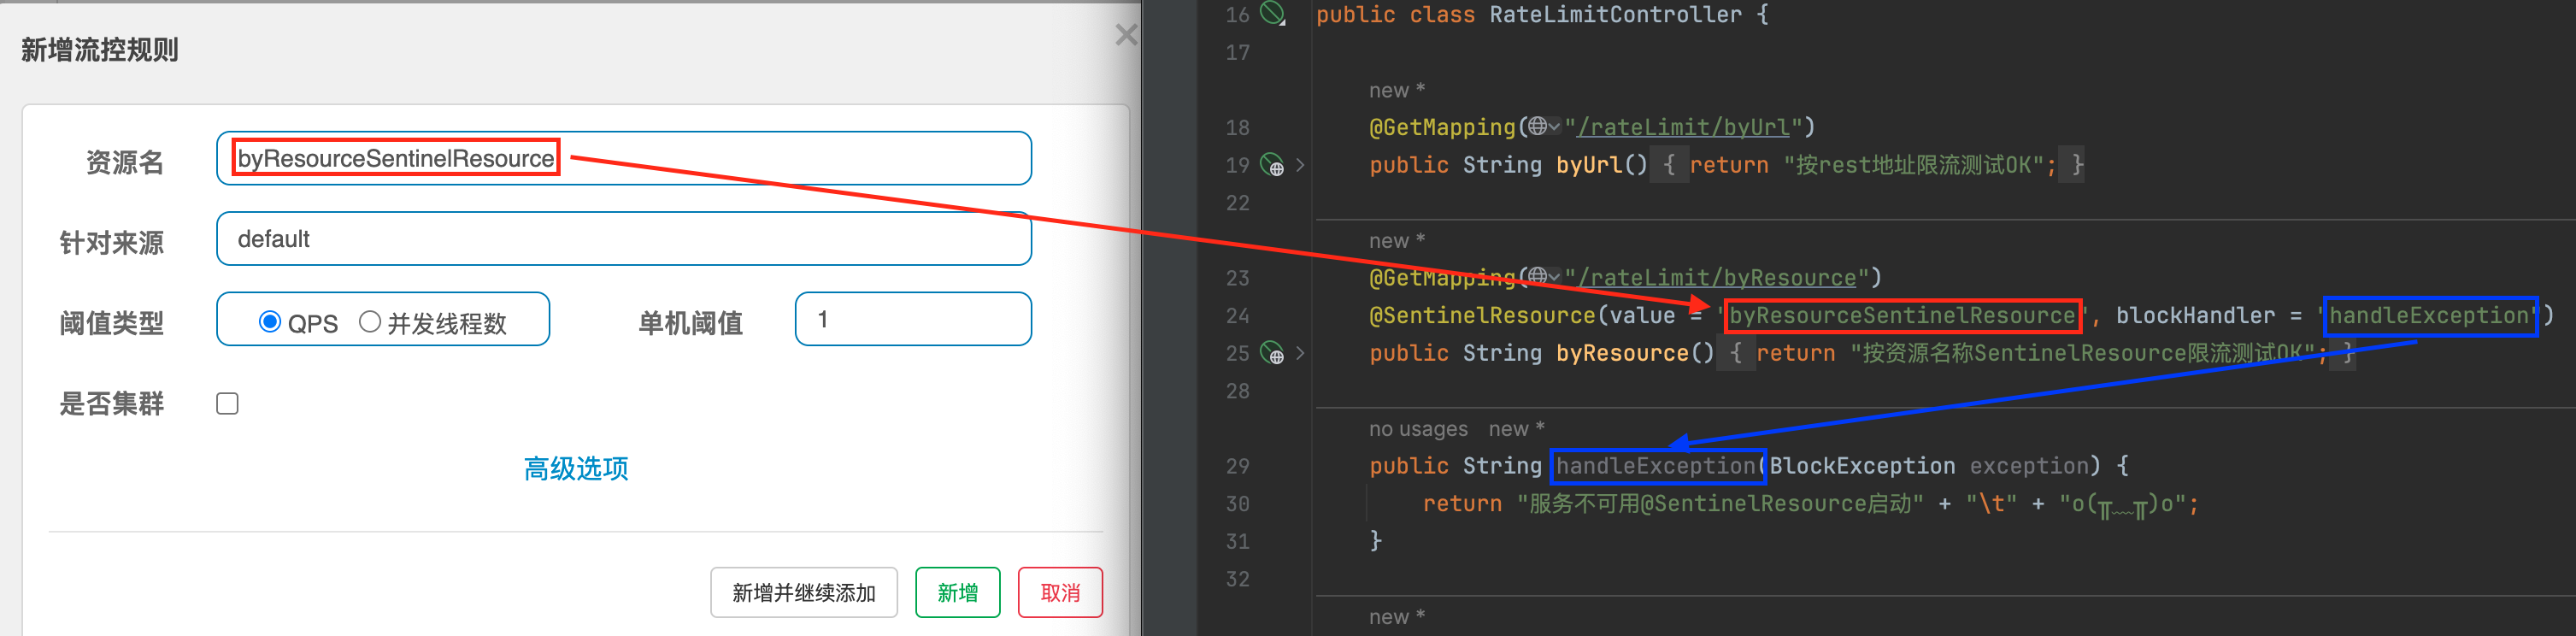 新增流控规则
×
资源名
byResourceSentinelResource
针对来源
default
阈值类型
QPS
并发线程数
单机阈值
1
是否集群
高级选项
新增并继续添加
新增
取消
16 public class RateLimitController {
17
new *
18 @GetMapping("/rateLimit/byUrl")
19 public String byUrl() { return "按rest地址限流测试OK"; }
22
new *
23 @GetMapping("/rateLimit/byResource")
24 @SentinelResource(value = "byResourceSentinelResource", blockHandler = "handleException")
25 public String byResource() { return "按资源名称SentinelResource限流测试OK"; }
28
no usages new *
29 public String handleException(BlockException exception) {
30 return "服务不可用@SentinelResource启动" + "\t" + "o(╥﹏╥)o";
31 }
32
new *